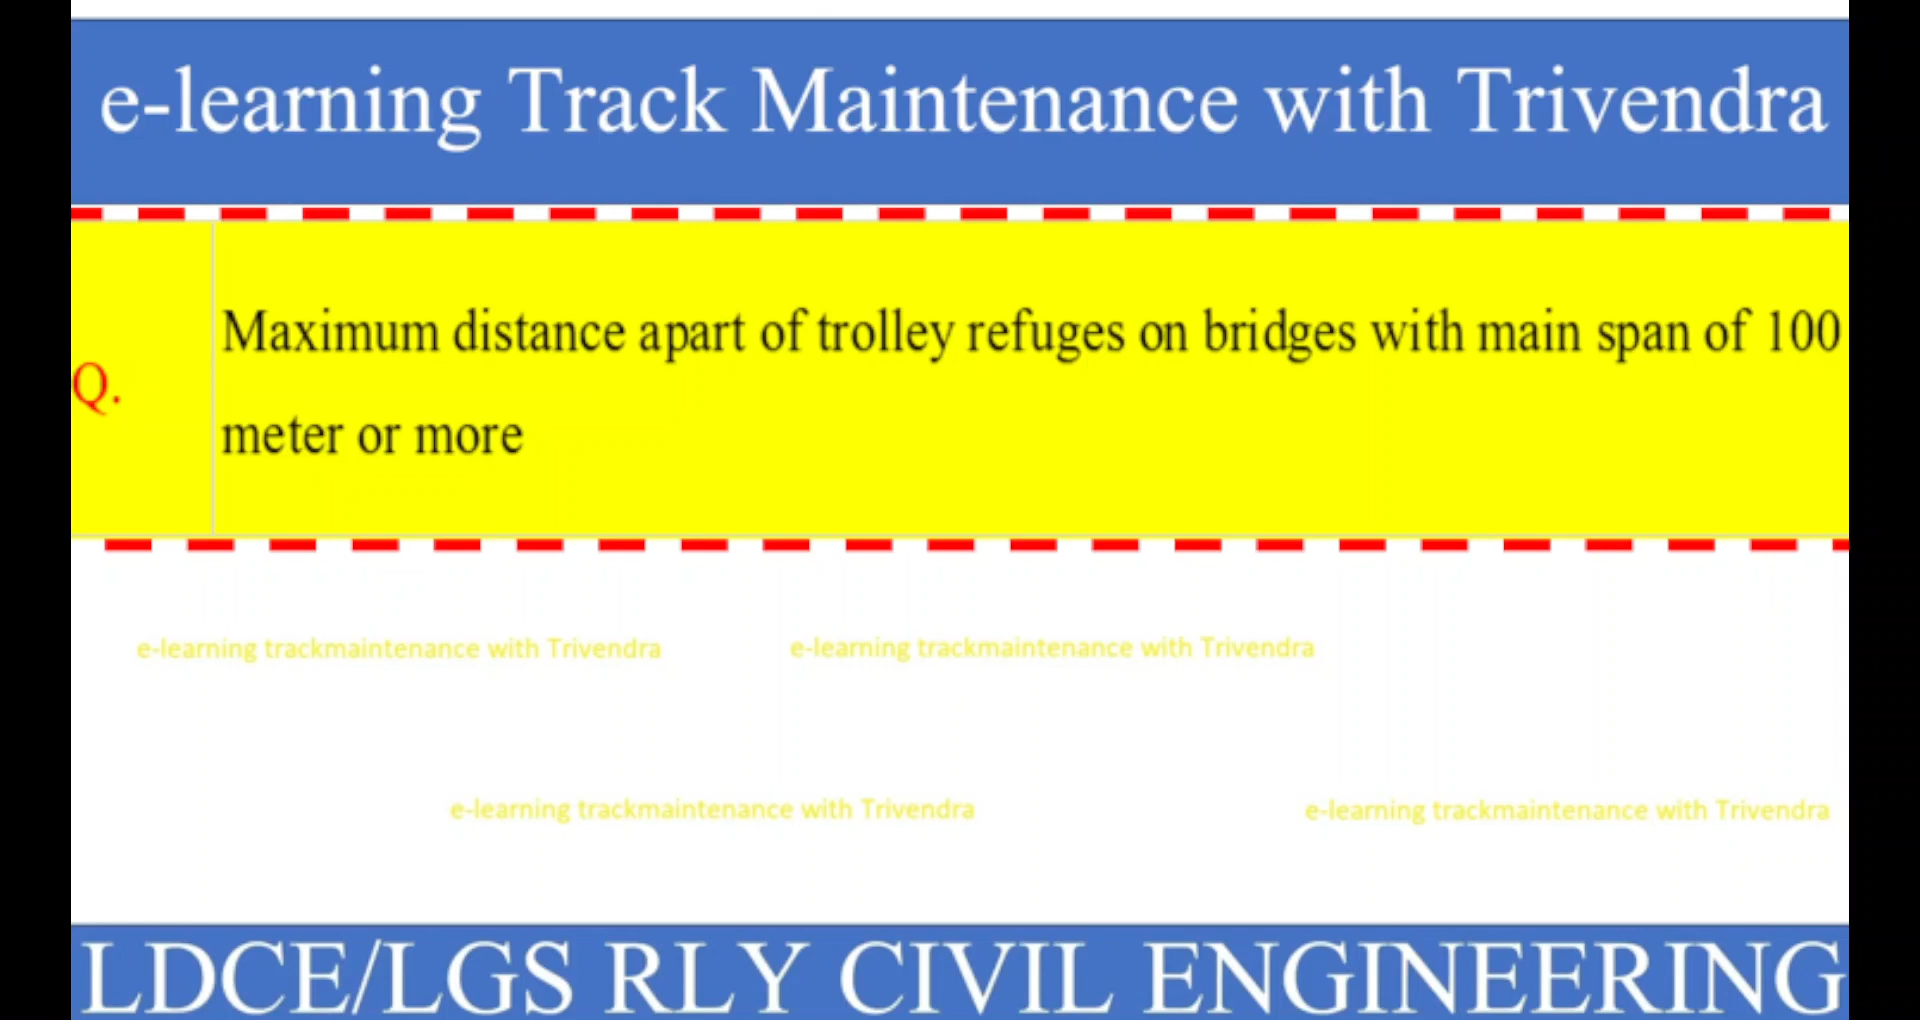 e-learning Track Maintenance with Trivendra
Q.
Maximum distance apart of trolley refuges on bridges with main span of 100
meter or more
e-learning trackmaintenance with Trivendra
e-learning trackmaintenance with Trivendra
e-learning trackmaintenance with Trivendra
e-learning trackmaintenance with Trivendra
LDCE/LGS RLY CIVIL ENGINEERING